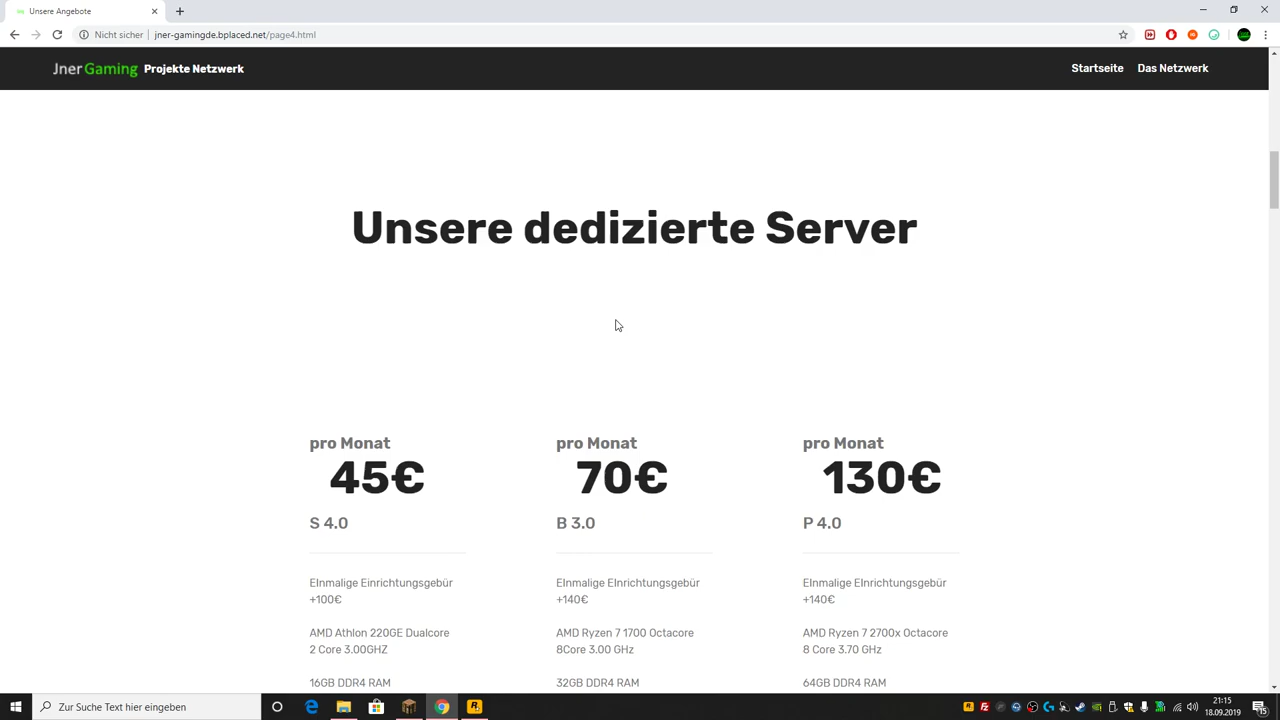 Unsere Angebote
Nicht sicher
jner-gamingde.bplaced.net/page4.html
Jner Gaming Projekte Netzwerk
Startseite
Das Netzwerk
Unsere dedizierte Server
pro Monat
45€
S 4.0
EInmalige Einrichtungsgebür
+100€
AMD Athlon 220GE Dualcore
2 Core 3.00GHZ
16GB DDR4 RAM
pro Monat
70€
B 3.0
EInmalige EInrichtungsgebür
+140€
AMD Ryzen 7 1700 Octacore
8Core 3.00 GHz
32GB DDR4 RAM
pro Monat
130€
P 4.0
EInmalige EInrichtungsgebür
+140€
AMD Ryzen 7 2700x Octacore
8 Core 3.70 GHz
64GB DDR4 RAM
Zur Suche Text hier eingeben
21:15
18.09.2019
15